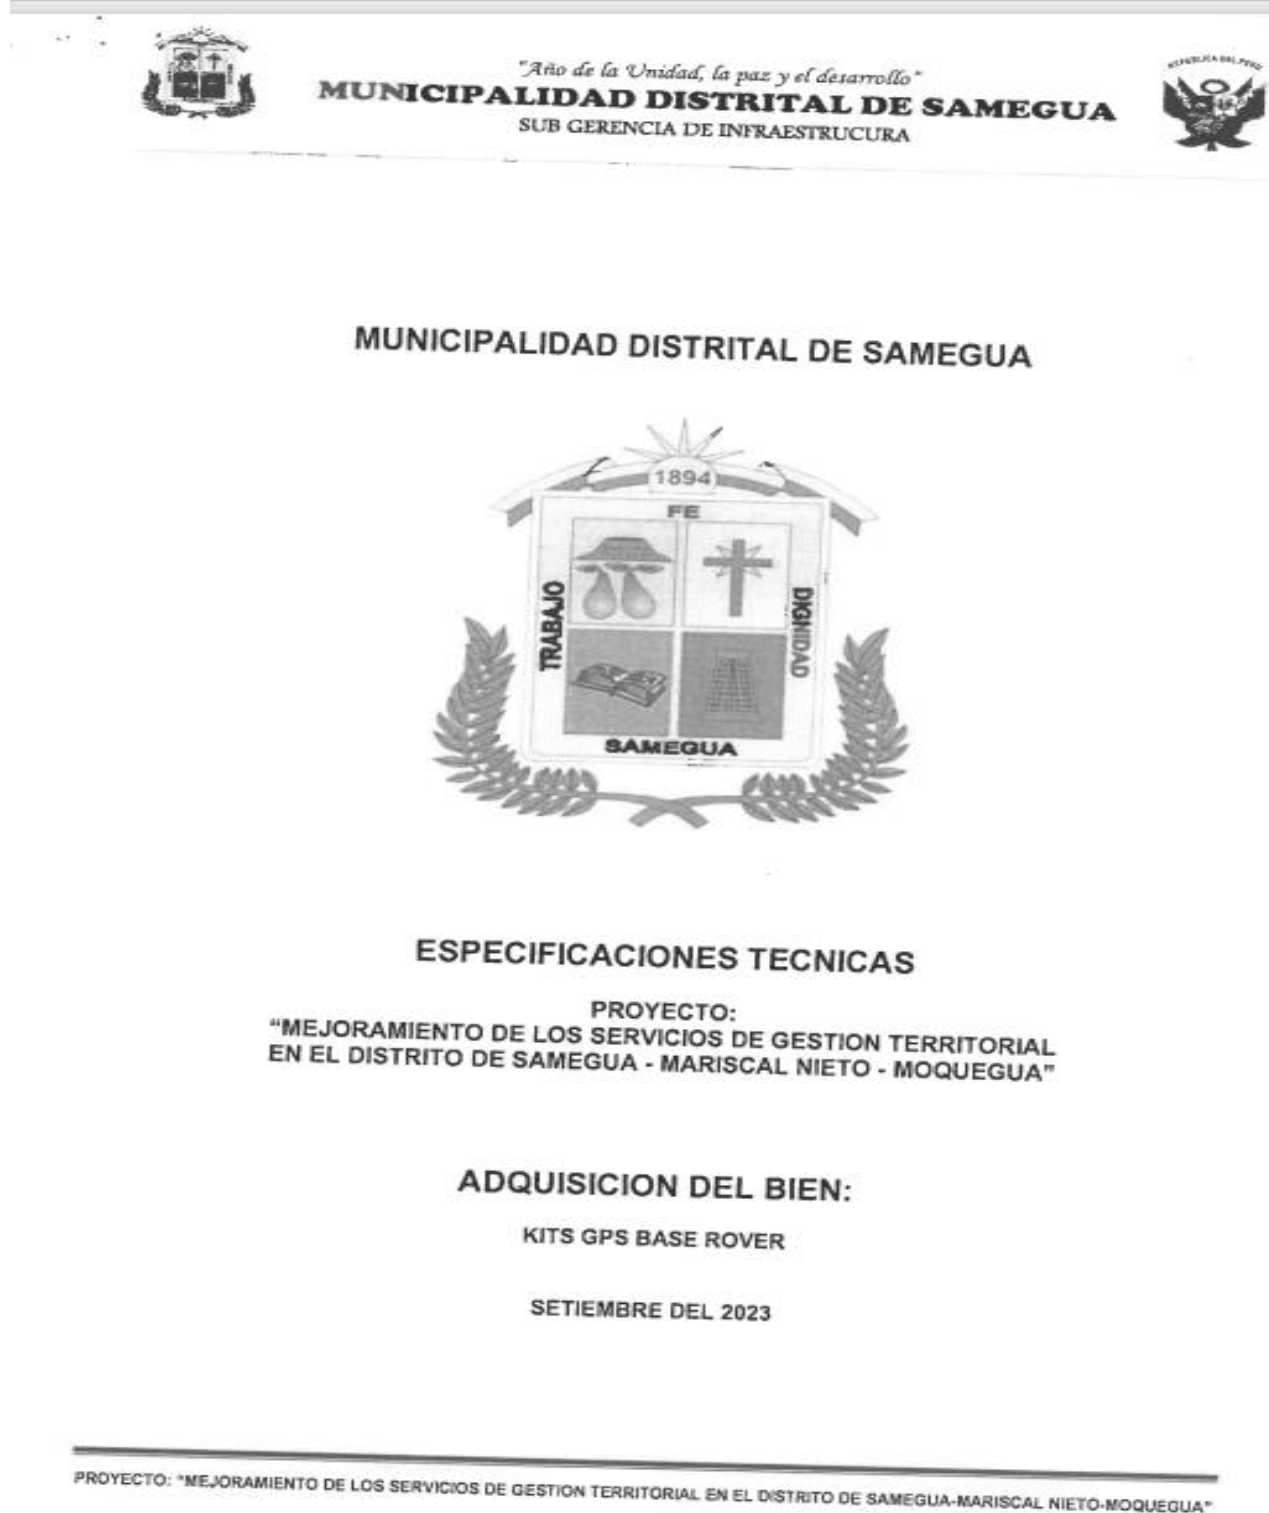 "Año de la Unidad, la paz y el desarrollo"
MUNICIPALIDAD DISTRITAL DE SAMEGUA
SUB GERENCIA DE INFRAESTRUCURA
REPUBLICA DEL PERU
MUNICIPALIDAD DISTRITAL DE SAMEGUA
1894
FE
TRABAJO
DIGNIDAD
SAMEGUA
ESPECIFICACIONES TECNICAS
PROYECTO:
“MEJORAMIENTO DE LOS SERVICIOS DE GESTION TERRITORIAL
EN EL DISTRITO DE SAMEGUA - MARISCAL NIETO - MOQUEGUA”
ADQUISICION DEL BIEN:
KITS GPS BASE ROVER
SETIEMBRE DEL 2023
PROYECTO: "MEJORAMIENTO DE LOS SERVICIOS DE GESTION TERRITORIAL EN EL DISTRITO DE SAMEGUA-MARISCAL NIETO-MOQUEGUA"